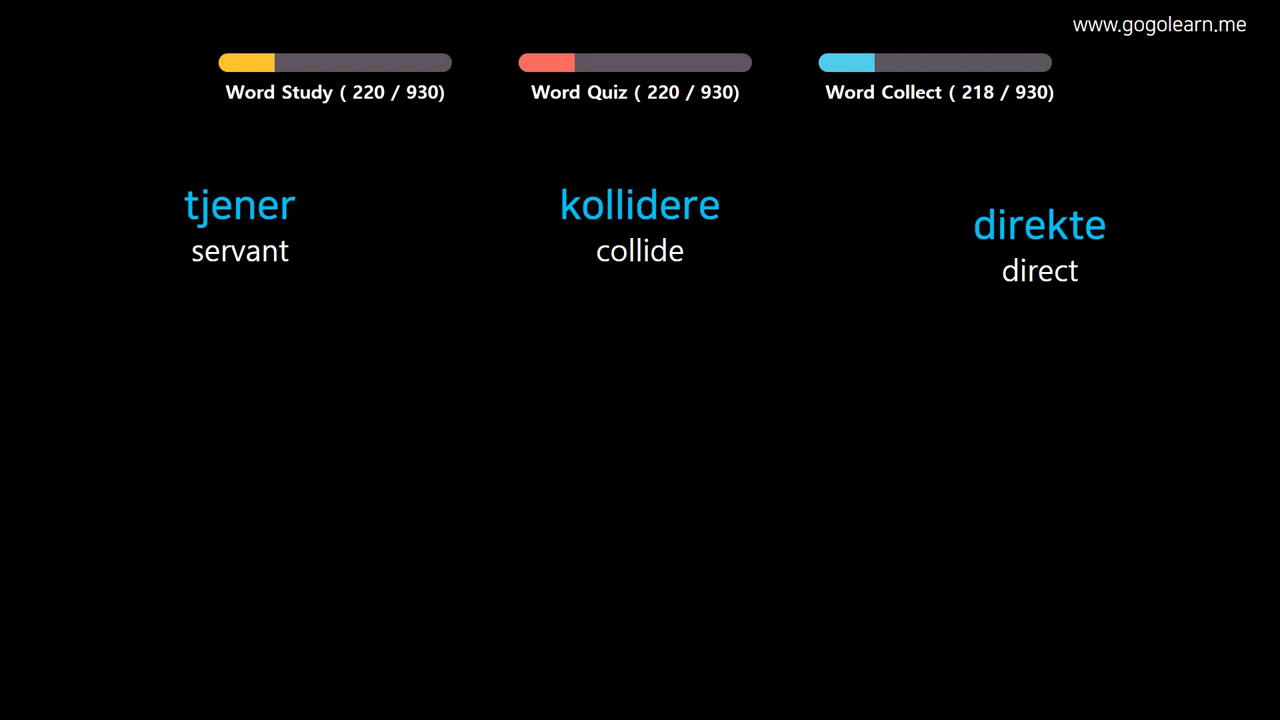 www.gogolearn.me
Word Study ( 220 / 930)
Word Quiz ( 220 / 930)
Word Collect ( 218 / 930)
tjener
servant
kollidere
collide
direkte
direct